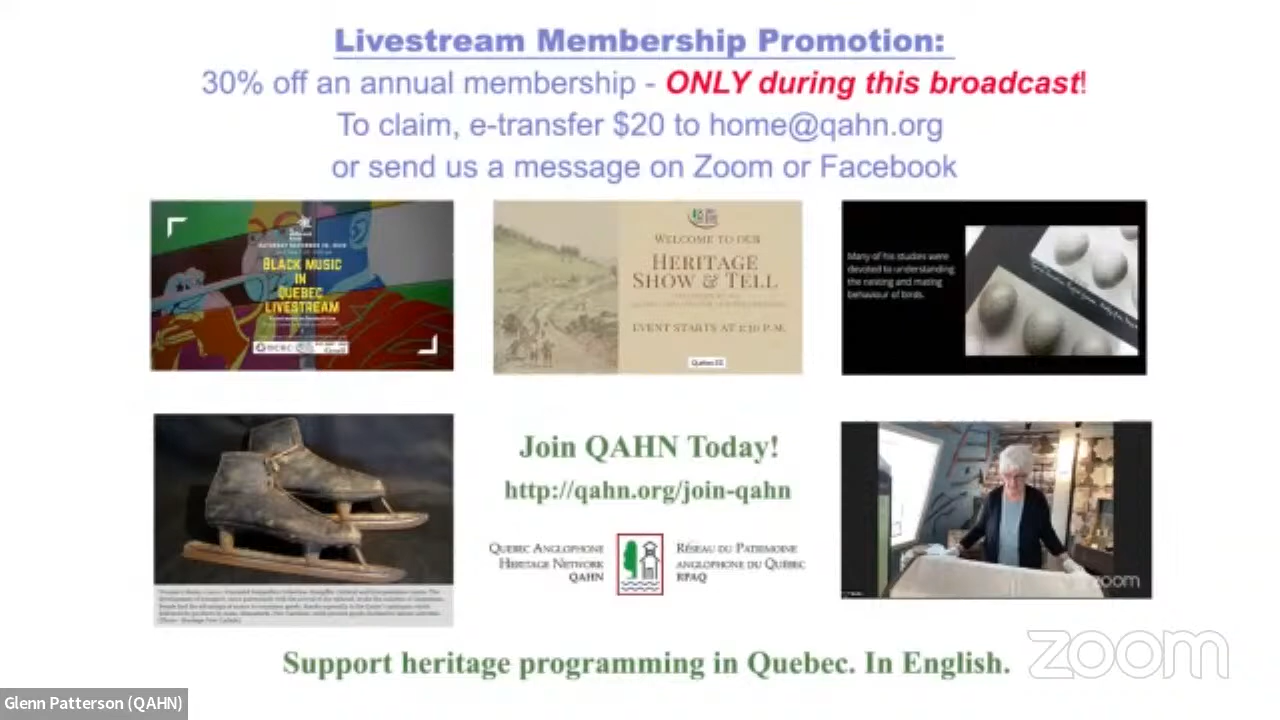 Livestream Membership Promotion:
30% off an annual membership - ONLY during this broadcast!
To claim, e-transfer $20 to home@qahn.org
or send us a message on Zoom or Facebook
BLACK MUSIC
IN
QUEBEC
LIVESTREAM
WELCOME TO OUR
HERITAGE
SHOW & TELL
EVENT STARTS AT
Many of his studies were
devoted to understanding
the nesting and mating
behaviour of birds.
Join QAHN Today!
http://qahn.org/join-qahn
QUEBEC ANGLOPHONE
HERITAGE NETWORK
QAHN
RÉSEAU DU PATRIMOINE
ANGLOPHONE DU QUÉBEC
RPAQ
zoom
Support heritage programming in Quebec. In English.
zoom
Glenn Patterson (QAHN)